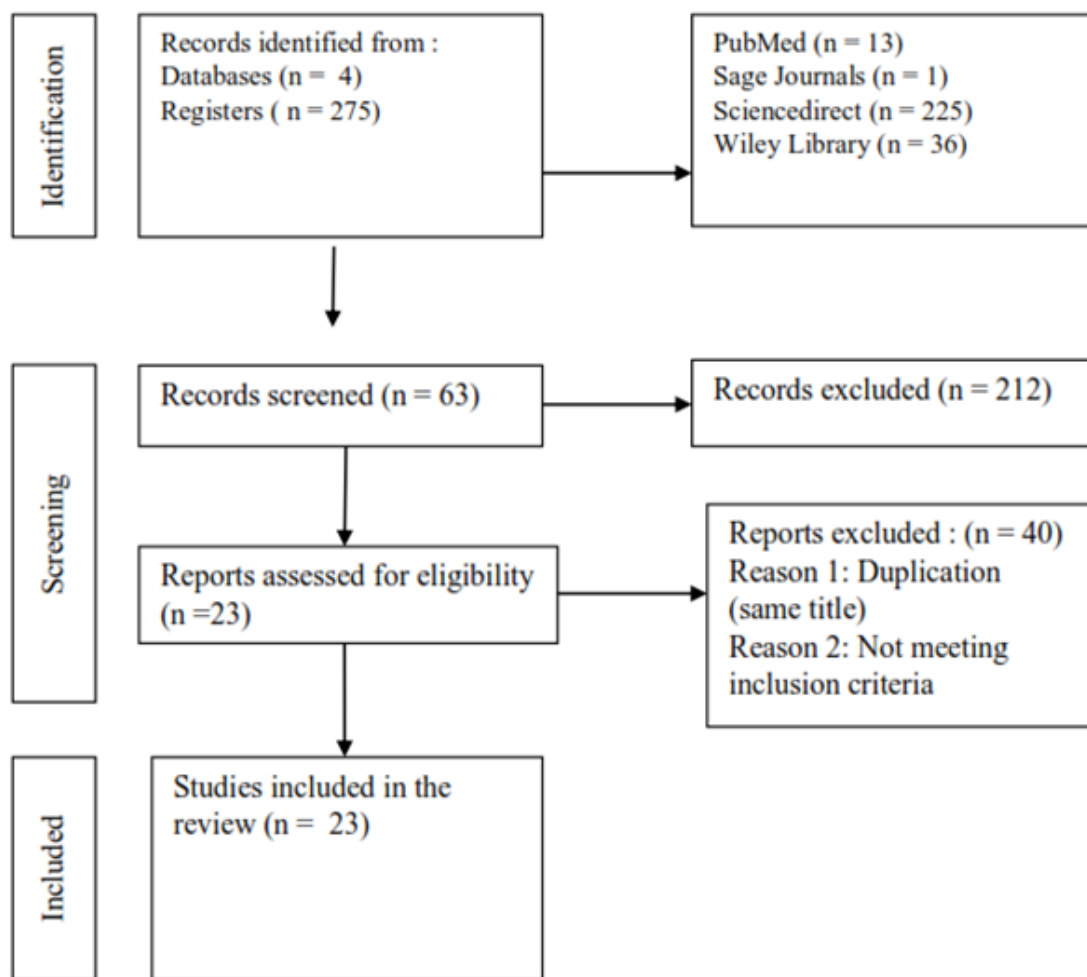 Identification
Records identified from :
Databases (n =  4)
Registers ( n = 275)
PubMed (n = 13)
Sage Journals (n = 1)
Sciencedirect (n = 225)
Wiley Library (n = 36)
Screening
Records screened (n = 63)
Records excluded (n = 212)
Reports assessed for eligibility
(n =23)
Reports excluded : (n = 40)
Reason 1: Duplication
(same title)
Reason 2: Not meeting
inclusion criteria
Included
Studies included in the
review (n =  23)